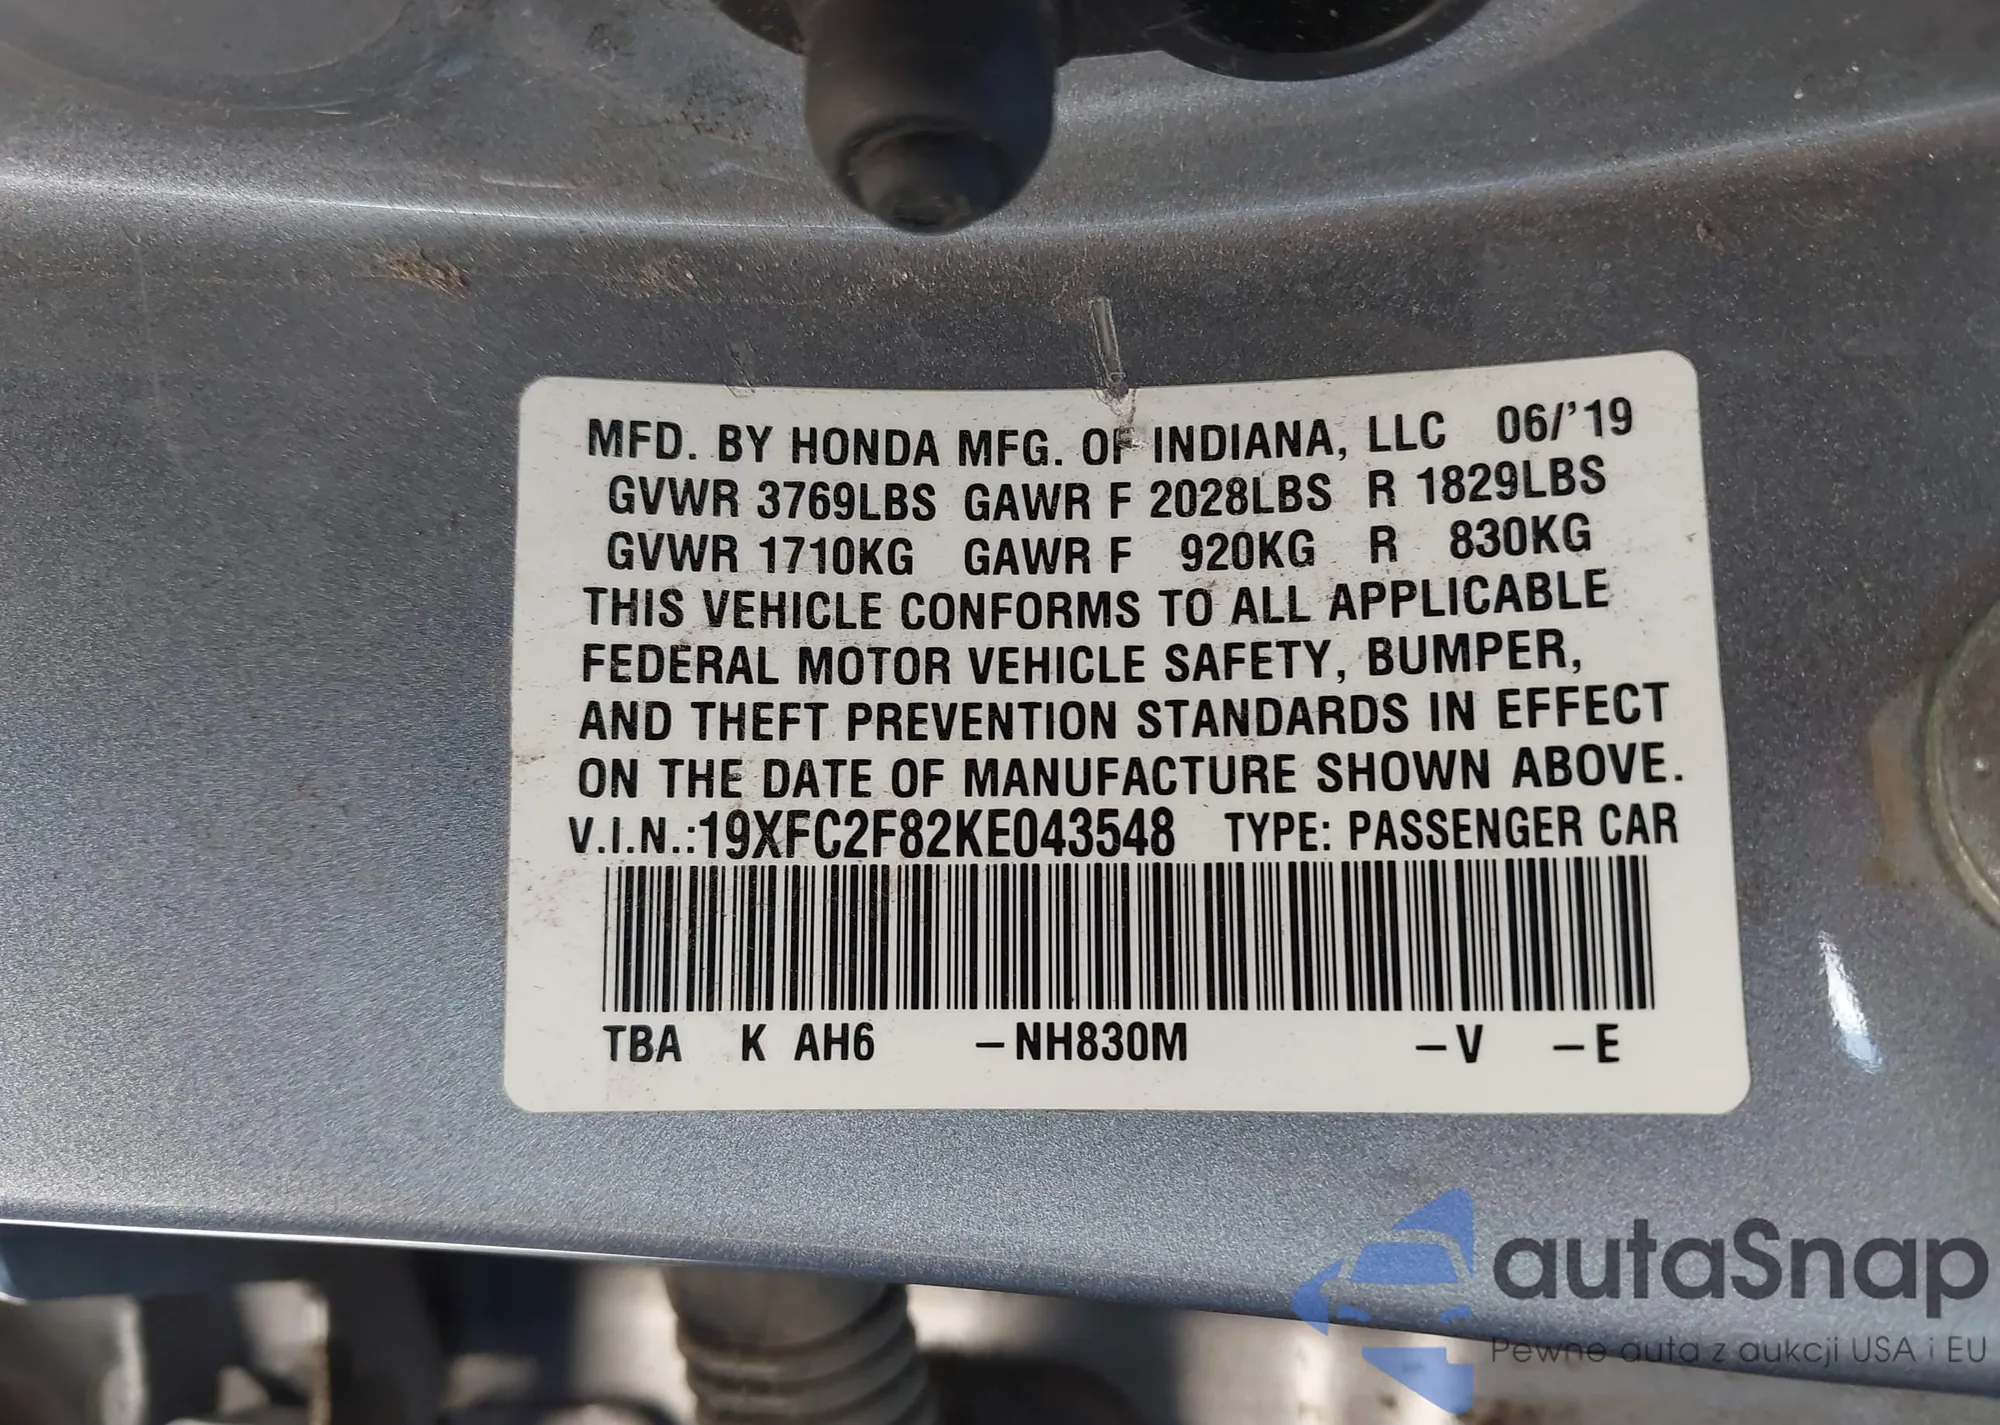 MFD. BY HONDA MFG. OF INDIANA, LLC 06/'19
GVWR 3769LBS GAWR F 2028LBS R 1829LBS
GVWR 1710KG GAWR F 920KG R 830KG
THIS VEHICLE CONFORMS TO ALL APPLICABLE
FEDERAL MOTOR VEHICLE SAFETY, BUMPER,
AND THEFT PREVENTION STANDARDS IN EFFECT
ON THE DATE OF MANUFACTURE SHOWN ABOVE.
V.I.N.:19XFC2F82KE043548 TYPE: PASSENGER CAR
TBA K AH6 –NH830M –V –E
autaSnap
Pewne auta z aukcji USA i EU